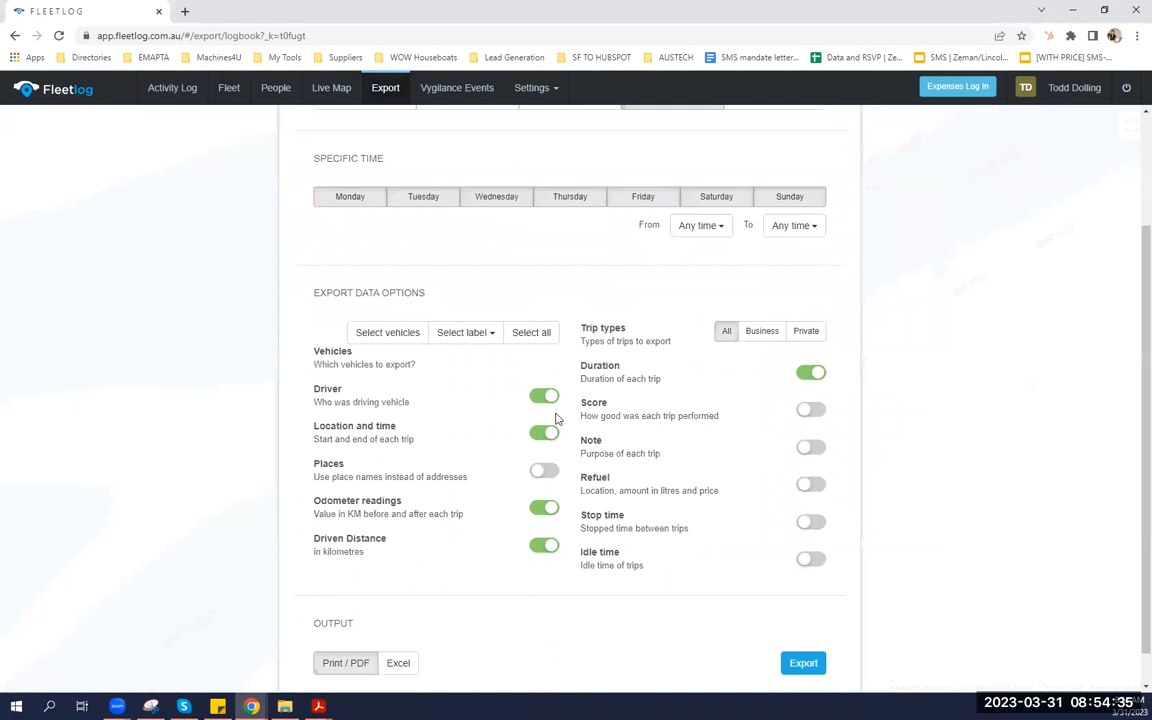 FLEETLOG
app.fleetlog.com.au/#/export/logbook?_k=t0fugt
Apps Directories EMAPTA Machines4U My Tools Suppliers WOW Houseboats Lead Generation SF TO HUBSPOT AUSTECH SMS mandate letter... Data and RSVP | Ze... SMS | Zeman/Lincol... [WITH PRICE] SMS-...
Fleetlog Activity Log Fleet People Live Map Export Vygilance Events Settings Expenses Log In TD Todd Dolling
SPECIFIC TIME
Monday Tuesday Wednesday Thursday Friday Saturday Sunday
From Any time To Any time
EXPORT DATA OPTIONS
Select vehicles Select label Select all
Vehicles
Which vehicles to export?
Driver
Who was driving vehicle
Location and time
Start and end of each trip
Places
Use place names instead of addresses
Odometer readings
Value in KM before and after each trip
Driven Distance
in kilometres
Trip types
Types of trips to export
All Business Private
Duration
Duration of each trip
Score
How good was each trip performed
Note
Purpose of each trip
Refuel
Location, amount in litres and price
Stop time
Stopped time between trips
Idle time
Idle time of trips
OUTPUT
Print / PDF Excel Export
2023-03-31 08:54:35
3/31/2023